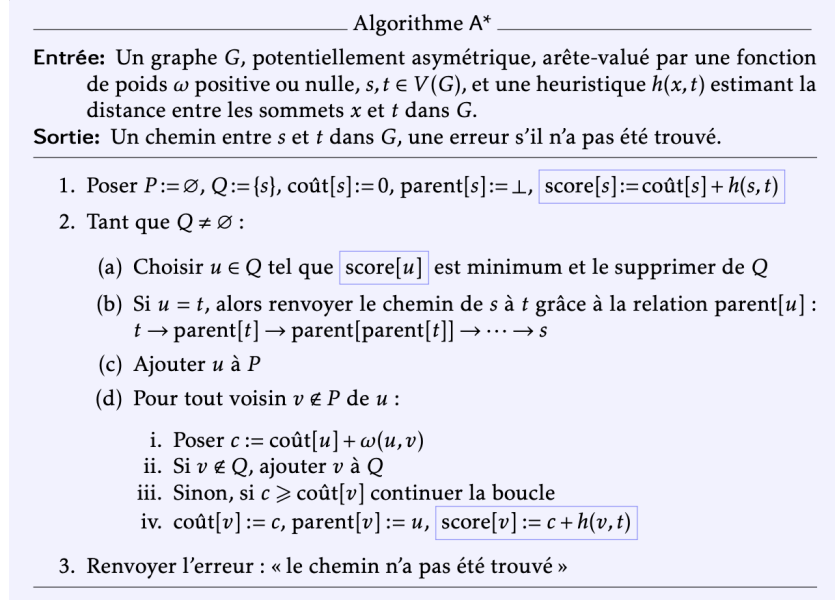 Algorithme A*
Entrée: Un graphe G, potentiellement asymétrique, arête-valué par une fonction
de poids ω positive ou nulle, s,t ∈ V(G), et une heuristique h(x,t) estimant la
distance entre les sommets x et t dans G.
Sortie: Un chemin entre s et t dans G, une erreur s'il n'a pas été trouvé.
1. Poser P:=∅, Q:={s}, coût[s]:=0, parent[s]:=⊥, score[s]:=coût[s]+h(s,t)
2. Tant que Q ≠ ∅ :
(a) Choisir u ∈ Q tel que score[u] est minimum et le supprimer de Q
(b) Si u = t, alors renvoyer le chemin de s à t grâce à la relation parent[u] :
t → parent[t] → parent[parent[t]] → ⋯ → s
(c) Ajouter u à P
(d) Pour tout voisin v ∉ P de u :
i. Poser c := coût[u]+ω(u,v)
ii. Si v ∉ Q, ajouter v à Q
iii. Sinon, si c ⩾ coût[v] continuer la boucle
iv. coût[v] := c, parent[v] := u, score[v] := c+h(v,t)
3. Renvoyer l'erreur : « le chemin n'a pas été trouvé »